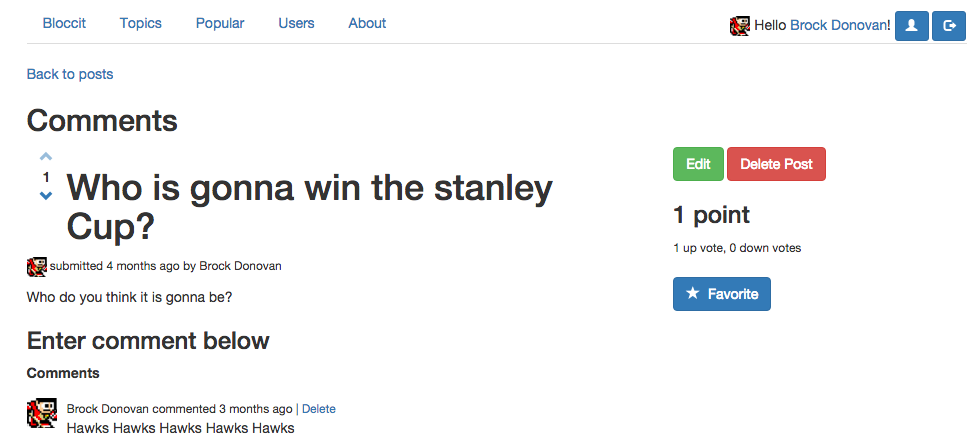 Bloccit Topics Popular Users About Hello Brock Donovan!
Back to posts
Comments
1
Who is gonna win the stanley
Cup?
submitted 4 months ago by Brock Donovan
Who do you think it is gonna be?
Edit Delete Post
1 point
1 up vote, 0 down votes
Favorite
Enter comment below
Comments
Brock Donovan commented 3 months ago | Delete
Hawks Hawks Hawks Hawks Hawks